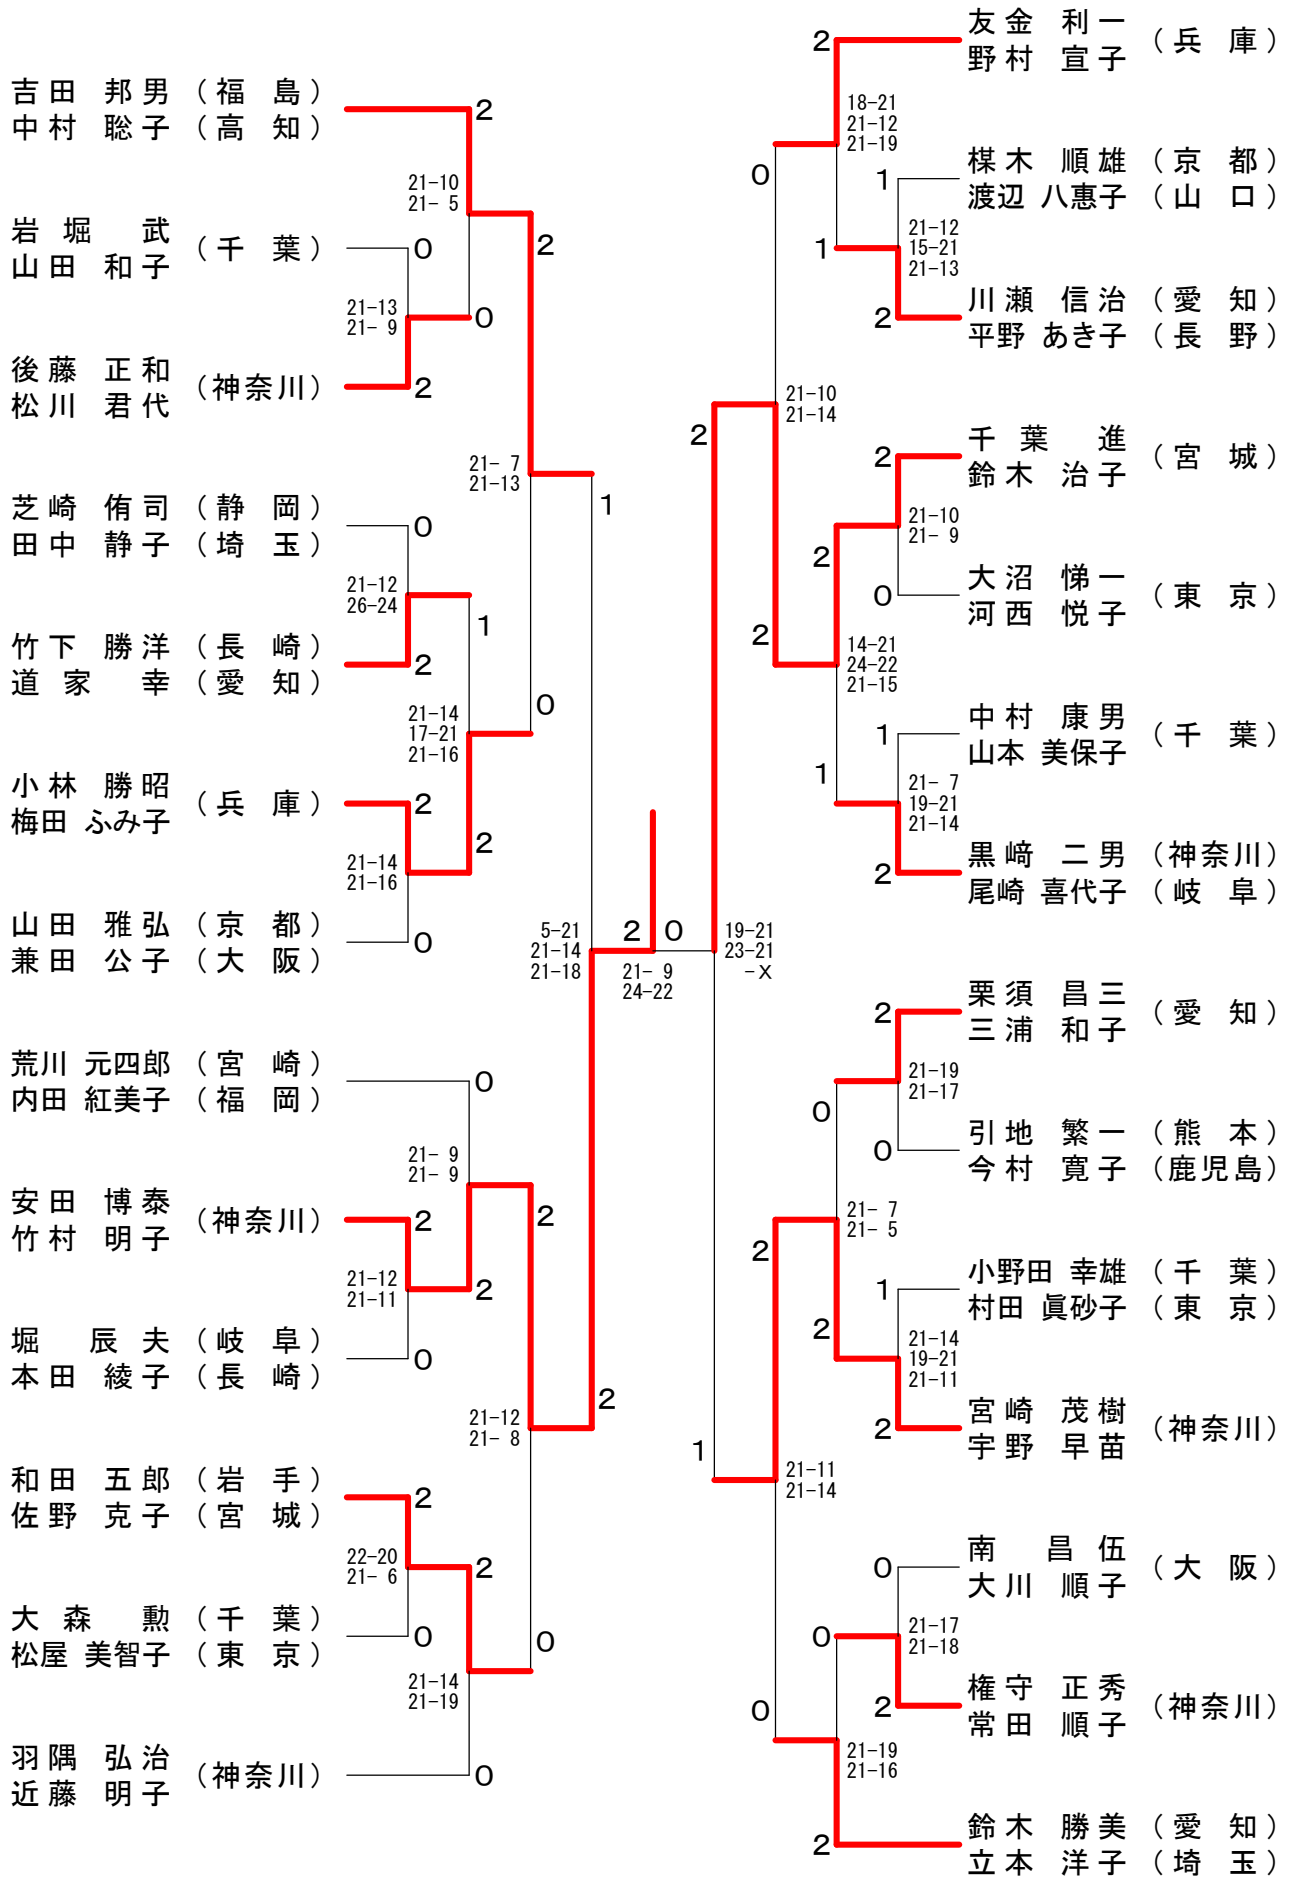 吉田 邦男 （福 島）
中村 聡子 （高 知）
2
21-10
21- 5
岩堀 武
山田 和子
（千 葉）
0
2
21-13
21- 9
0
後藤 正和
松川 君代
（神奈川）
2
21- 7
21-13
1
芝崎 侑司 （静 岡）
田中 静子 （埼 玉）
0
21-12
26-24
1
竹下 勝洋 （長 崎）
道家 幸 （愛 知）
2
0
21-14
17-21
21-16
小林 勝昭
梅田 ふみ子
（兵 庫）
2
2
21-14
21-16
山田 雅弘 （京 都）
兼田 公子 （大 阪）
0
5-21
21-14
21-18
2 0
21- 9
24-22
荒川 元四郎 （宮 崎）
内田 紅美子 （福 岡）
0
21- 9
21- 9
安田 博泰
竹村 明子
（神奈川）
2
2
21-12
21-11
2
堀 辰夫 （岐 阜）
本田 綾子 （長 崎）
0
2
21-12
21- 8
和田 五郎 （岩 手）
佐野 克子 （宮 城）
2
22-20
21- 6
2
大森 勲 （千 葉）
松屋 美智子 （東 京）
0
0
21-14
21-19
羽隅 弘治
近藤 明子
（神奈川）
0
友金 利一
野村 宣子
（兵 庫）
2
18-21
21-12
21-19
0
楳木 順雄 （京 都）
渡辺 八惠子 （山 口）
1
21-12
15-21
21-13
1
川瀬 信治 （愛 知）
平野 あき子 （長 野）
2
21-10
21-14
2
千葉 進
鈴木 治子
（宮 城）
2
21-10
21- 9
2
大沼 悌一
河西 悦子
（東 京）
0
2
14-21
24-22
21-15
中村 康男
山本 美保子
（千 葉）
1
1
21- 7
19-21
21-14
黒﨑 二男 （神奈川）
尾崎 喜代子 （岐 阜）
2
19-21
23-21
-X
栗須 昌三
三浦 和子
（愛 知）
2
21-19
21-17
0
引地 繁一 （熊 本）
今村 寛子 （鹿児島）
0
21- 7
21- 5
2
小野田 幸雄 （千 葉）
村田 眞砂子 （東 京）
1
2
21-14
19-21
21-11
宮崎 茂樹
宇野 早苗
（神奈川）
2
1
21-11
21-14
南 昌伍
大川 順子
（大 阪）
0
21-17
21-18
0
権守 正秀
常田 順子
（神奈川）
2
0
21-19
21-16
鈴木 勝美 （愛 知）
立本 洋子 （埼 玉）
2